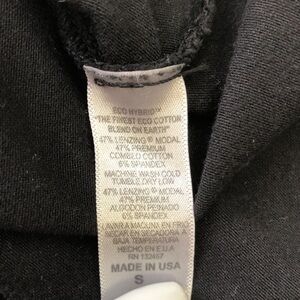 ECO HYBRID™
"THE FINEST ECO COTTON
BLEND ON EARTH"
47% LENZING® MODAL
47% PREMIUM
COMBED COTTON
6% SPANDEX
MACHINE WASH COLD
TUMBLE DRY LOW
47% LENZING® MODAL
47% PREMIUM
ALGODON PEINADO
6% SPANDEX
LAVAR A MAQUINA EN FRIO
SECAR EN SECADORA A
BAJA TEMPERATURA
HECHO EN E.U.A
RN 132467
MADE IN USA
S